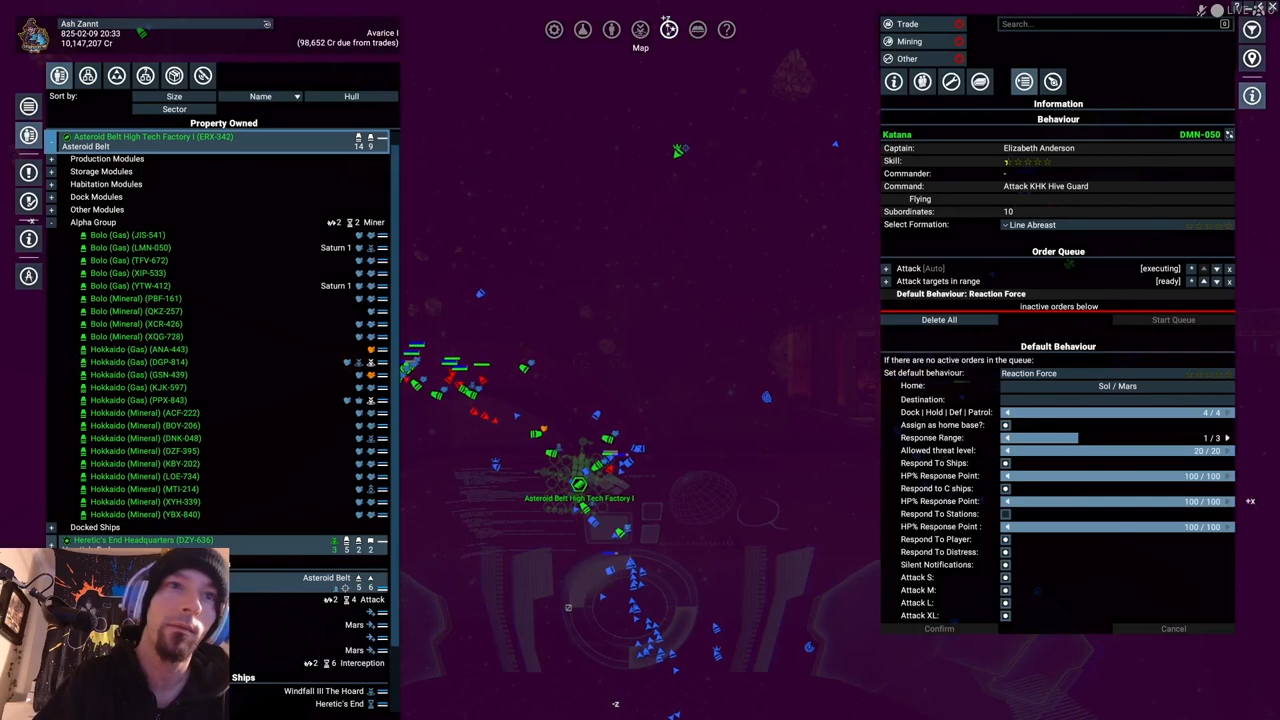 Ash Zannt
825-02-09 20:33
10,147,207 Cr
Avarice I
(98,652 Cr due from trades)
Sort by:
Size
Name
Hull
Sector
Property Owned
Asteroid Belt High Tech Factory I (ERX-342)
Asteroid Belt
14 9
Production Modules
Storage Modules
Habitation Modules
Dock Modules
Other Modules
Alpha Group
2 2 Miner
Bolo (Gas) (JIS-541)
Bolo (Gas) (LMN-050) Saturn 1
Bolo (Gas) (TFV-672)
Bolo (Gas) (XIP-533)
Bolo (Gas) (YTW-412) Saturn 1
Bolo (Mineral) (PBF-161)
Bolo (Mineral) (QKZ-257)
Bolo (Mineral) (XCR-426)
Bolo (Mineral) (XQG-728)
Hokkaido (Gas) (ANA-443)
Hokkaido (Gas) (DGP-814)
Hokkaido (Gas) (GSN-439)
Hokkaido (Gas) (KJK-597)
Hokkaido (Gas) (PPX-843)
Hokkaido (Mineral) (ACF-222)
Hokkaido (Mineral) (BOY-206)
Hokkaido (Mineral) (DNK-048)
Hokkaido (Mineral) (DZF-395)
Hokkaido (Mineral) (KBY-202)
Hokkaido (Mineral) (LOE-734)
Hokkaido (Mineral) (MTI-214)
Hokkaido (Mineral) (XYH-339)
Hokkaido (Mineral) (YBX-840)
Docked Ships
Heretic's End Headquarters (DZY-636)
3 5 2 2
Asteroid Belt
5 6
2 4 Attack
Mars
Mars
2 6 Interception
Ships
Windfall III The Hoard
Heretic's End
Map
Asteroid Belt High Tech Factory I
-z
+x
LIVE
Trade
Mining
Other
Search...
0
Information
Behaviour
Katana DMN-050
Captain: Elizabeth Anderson
Skill:
Commander: -
Command: Attack KHK Hive Guard
Flying
Subordinates: 10
Select Formation: Line Abreast
Order Queue
Attack [Auto] [executing]
Attack targets in range [ready]
Default Behaviour: Reaction Force
inactive orders below
Delete All
Start Queue
Default Behaviour
If there are no active orders in the queue:
Set default behaviour: Reaction Force
Home: Sol / Mars
Destination:
Dock | Hold | Def | Patrol: 4 / 4
Assign as home base?:
Response Range: 1 / 3
Allowed threat level: 20 / 20
Respond To Ships:
HP% Response Point: 100 / 100
Respond to C ships:
HP% Response Point: 100 / 100
Respond To Stations:
HP% Response Point : 100 / 100
Respond To Player:
Respond To Distress:
Silent Notifications:
Attack S:
Attack M:
Attack L:
Attack XL:
Confirm
Cancel